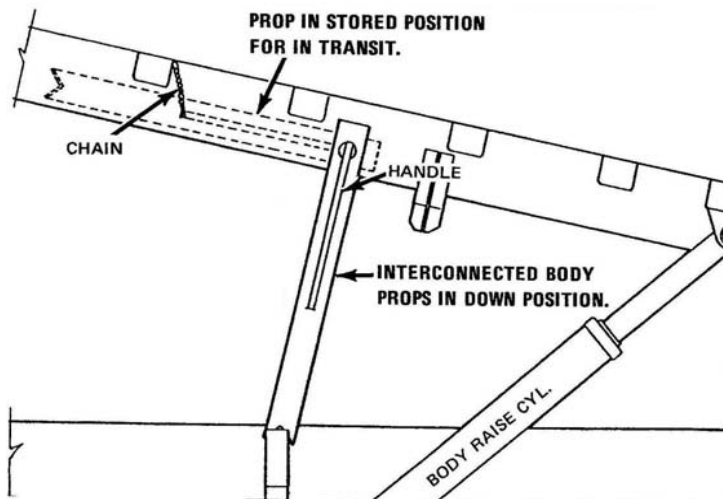 PROP IN STORED POSITION
FOR IN TRANSIT.
CHAIN
HANDLE
INTERCONNECTED BODY
PROPS IN DOWN POSITION.
BODY RAISE CYL.